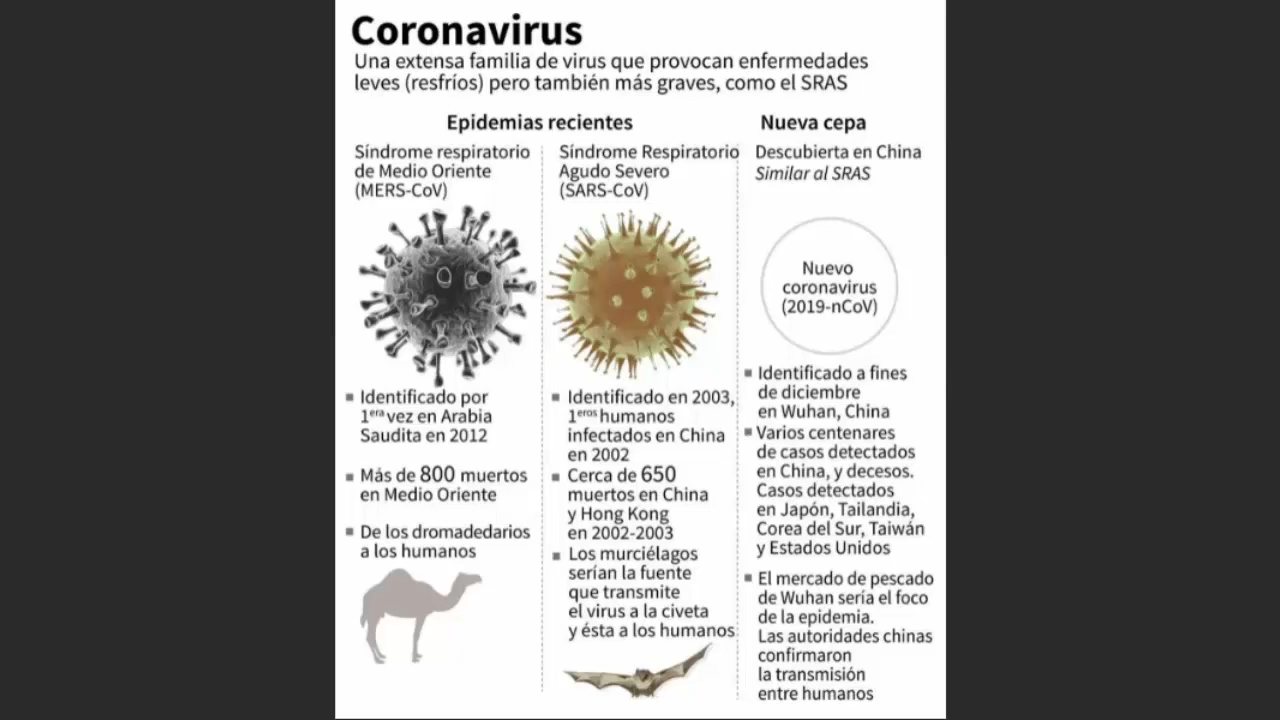 Coronavirus
Una extensa familia de virus que provocan enfermedades
leves (resfríos) pero también más graves, como el SRAS
Epidemias recientes
Síndrome respiratorio
de Medio Oriente
(MERS-CoV)
Identificado por
1era vez en Arabia
Saudita en 2012
Más de 800 muertos
en Medio Oriente
De los dromadedarios
a los humanos
Síndrome Respiratorio
Agudo Severo
(SARS-CoV)
Identificado en 2003,
1eros humanos
infectados en China
en 2002
Cerca de 650
muertos en China
y Hong Kong
en 2002-2003
Los murciélagos
serían la fuente
que transmite
el virus a la civeta
y ésta a los humanos
Nueva cepa
Descubierta en China
Similar al SRAS
Nuevo
coronavirus
(2019-nCoV)
Identificado a fines
de diciembre
en Wuhan, China
Varios centenares
de casos detectados
en China, y decesos.
Casos detectados
en Japón, Tailandia,
Corea del Sur, Taiwán
y Estados Unidos
El mercado de pescado
de Wuhan sería el foco
de la epidemia.
Las autoridades chinas
confirmaron
la transmisión
entre humanos